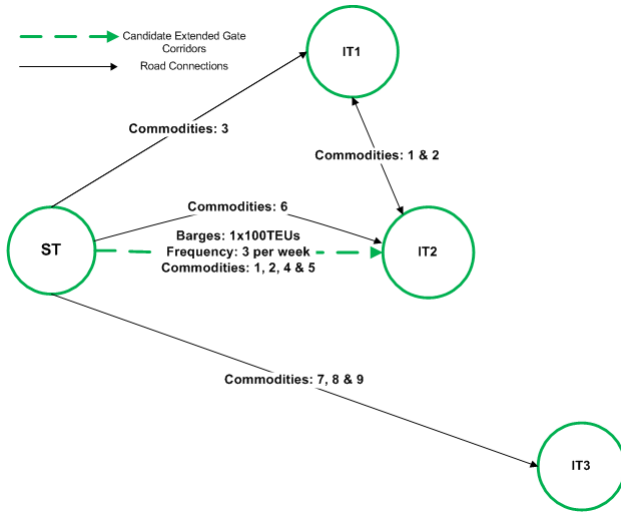 Candidate Extended Gate
Corridors
Road Connections
IT1
Commodities: 3
Commodities: 1 & 2
Commodities: 6
ST
Barges: 1x100TEUs
Frequency: 3 per week
Commodities: 1, 2, 4 & 5
IT2
Commodities: 7, 8 & 9
IT3